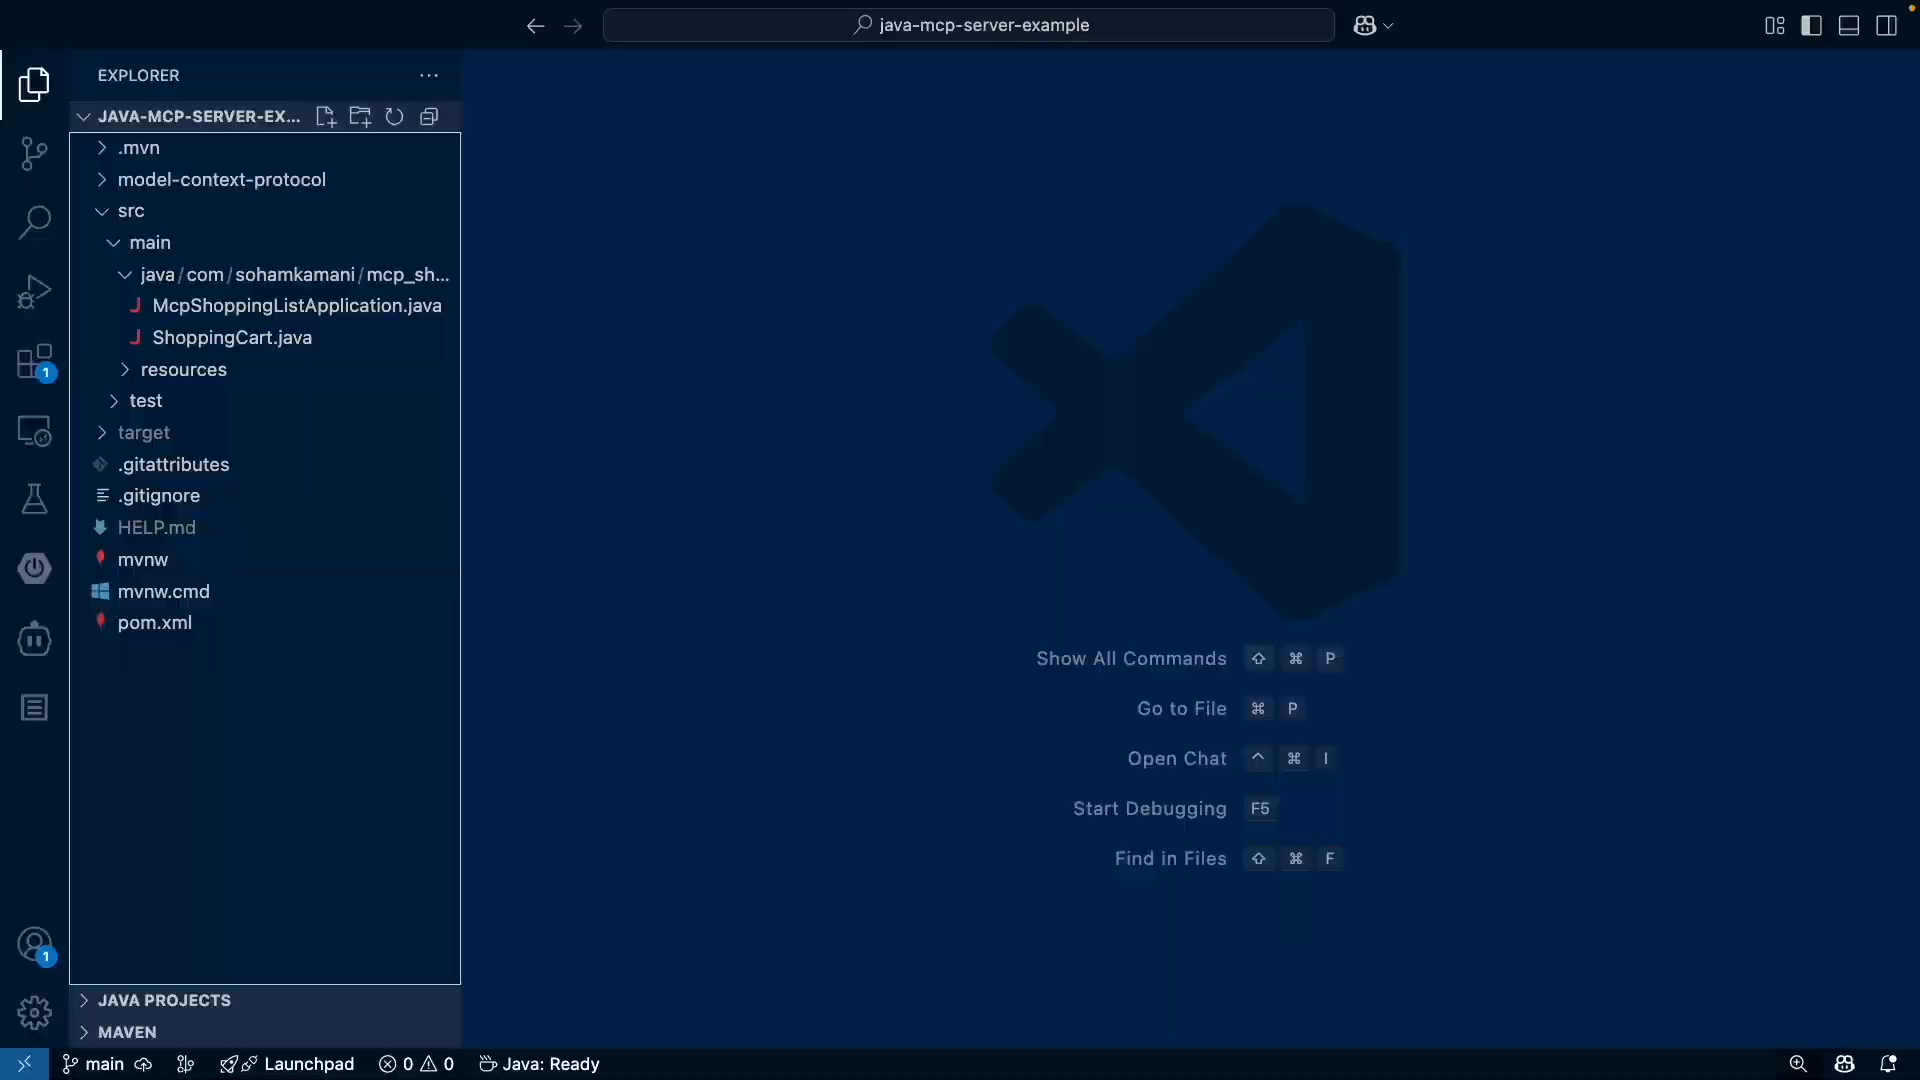 java-mcp-server-example
EXPLORER
JAVA-MCP-SERVER-EX...
.mvn
model-context-protocol
src
main
java/com/sohamkamani/mcp_sh...
J McpShoppingListApplication.java
J ShoppingCart.java
resources
test
target
.gitattributes
.gitignore
HELP.md
mvnw
mvnw.cmd
pom.xml
Show All Commands ⇧ ⌘ P
Go to File ⌘ P
Open Chat ^ ⌘ I
Start Debugging F5
Find in Files ⇧ ⌘ F
1
1
JAVA PROJECTS
MAVEN
main Launchpad 0 0 Java: Ready